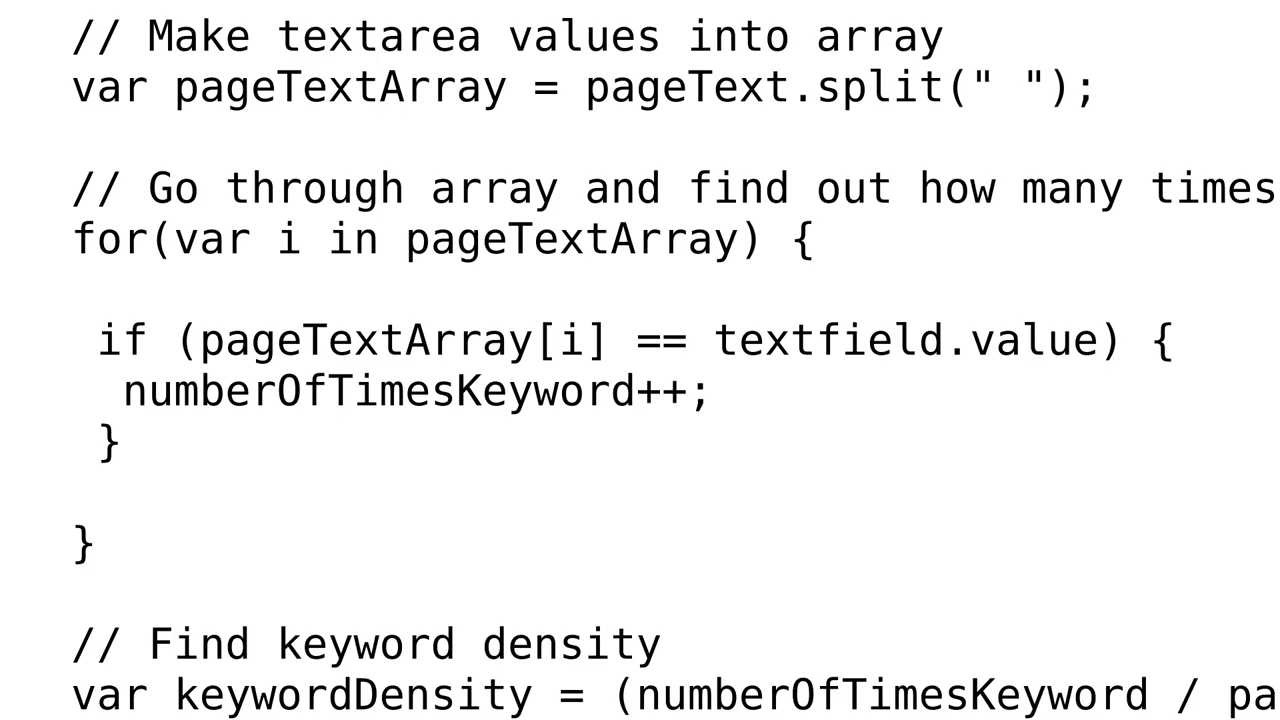 // Make textarea values into array
var pageTextArray = pageText.split(" ");
// Go through array and find out how many times
for(var i in pageTextArray) {
if (pageTextArray[i] == textfield.value) {
numberOfTimesKeyword++;
}
}
// Find keyword density
var keywordDensity = (numberOfTimesKeyword / pa